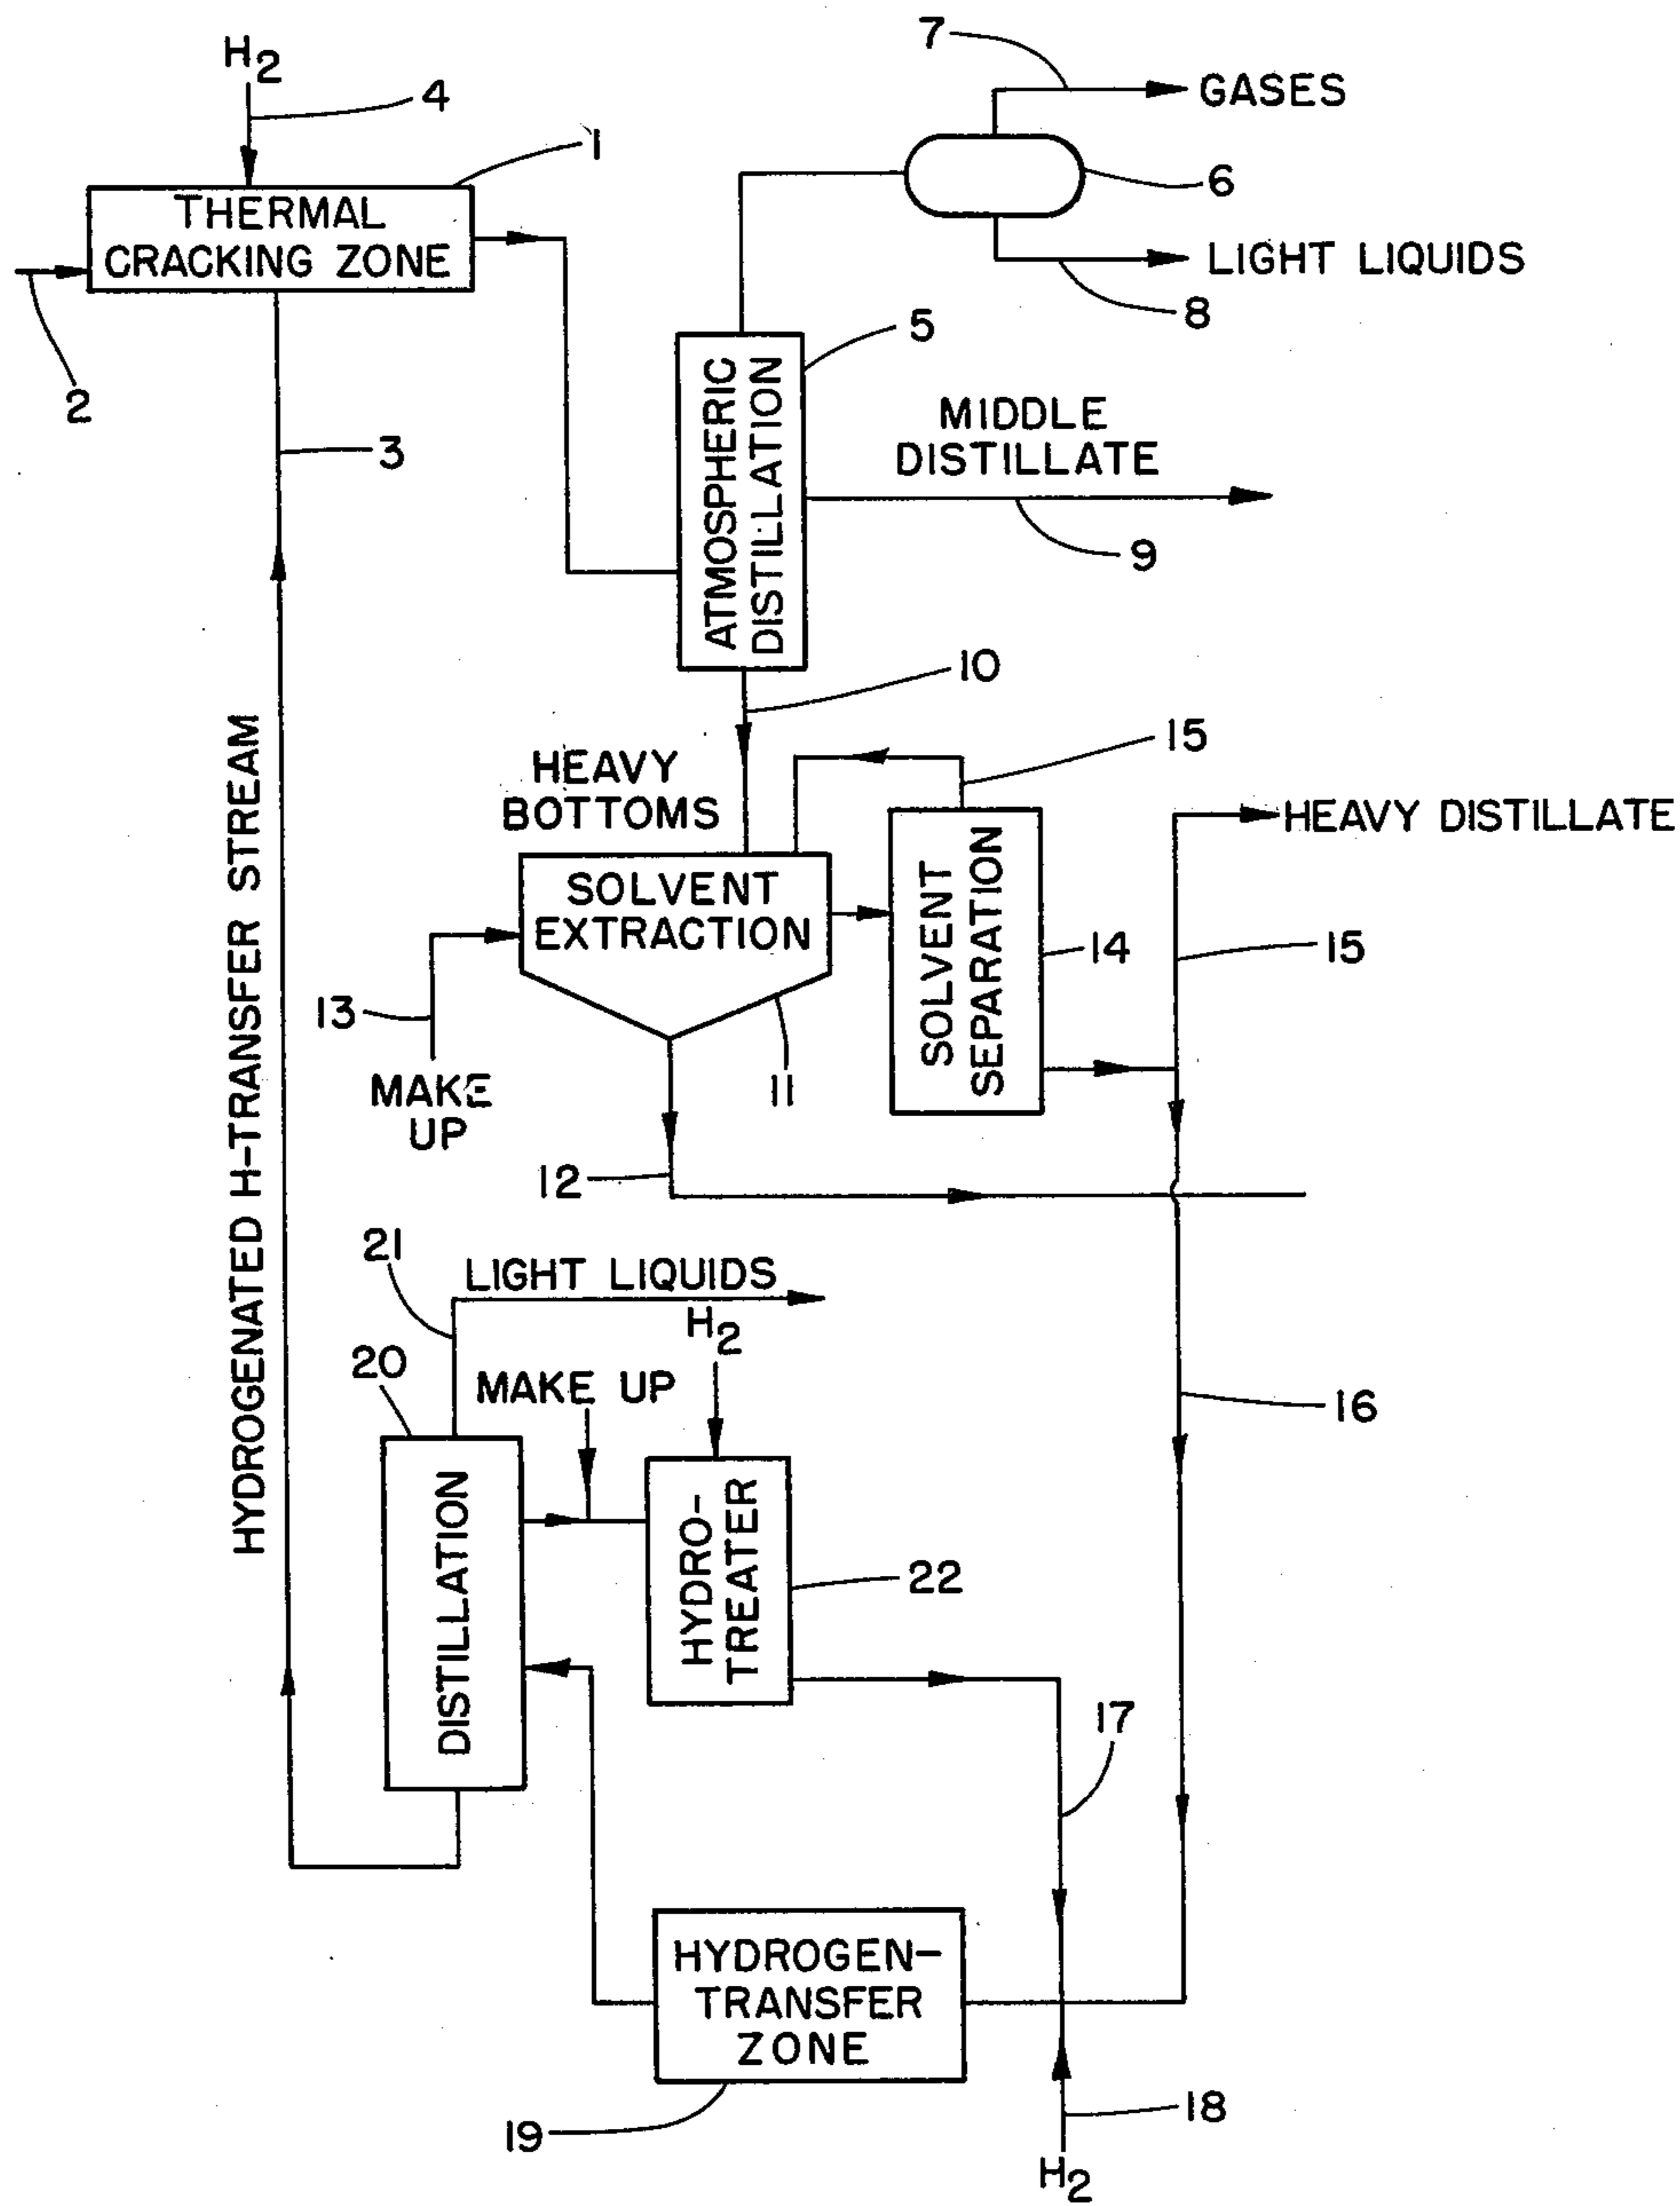 7
H2
GASES
4
1
6
THERMAL
CRACKING ZONE
LIGHT LIQUIDS
8
5
2
3
MIDDLE
DISTILLATE
ATMOSPHERIC
DISTILLATION
9
10
15
HEAVY
BOTTOMS
HEAVY DISTILLATE
SOLVENT
EXTRACTION
SOLVENT
SEPARATION
14
15
13
MAKE
UP
11
12
HYDROGENATED H-TRANSFER STREAM
21
LIGHT LIQUIDS
H2
20
MAKE UP
16
DISTILLATION
HYDRO-
TREATER
22
17
HYDROGEN-
TRANSFER
ZONE
18
19
H2